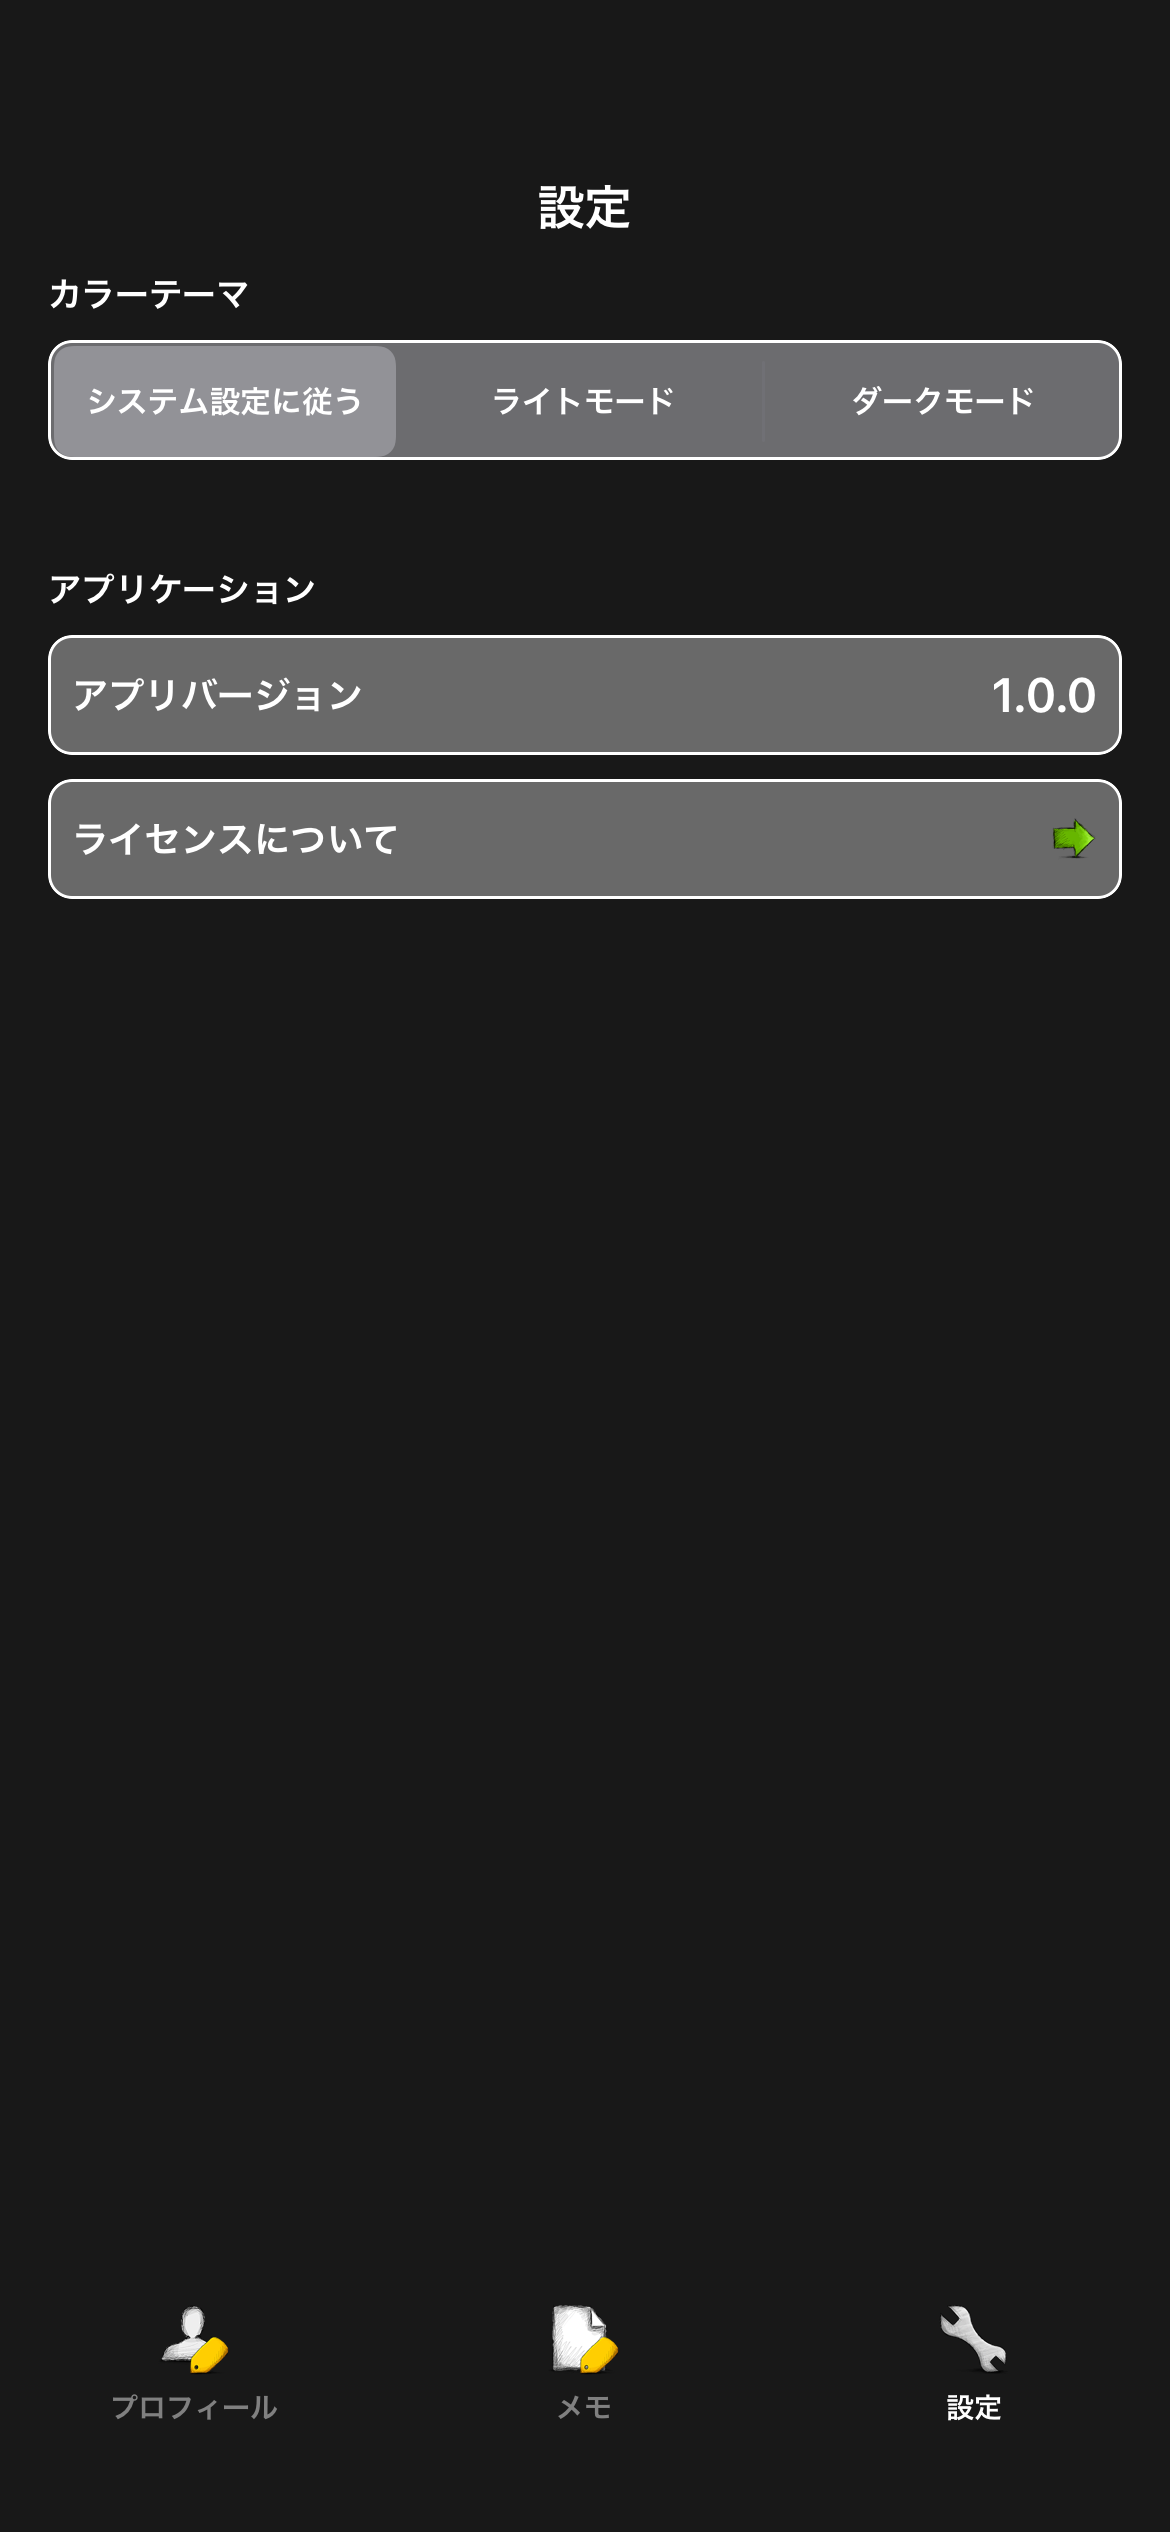 設定
カラーテーマ
システム設定に従う
ライトモード
ダークモード
アプリケーション
アプリバージョン 1.0.0
ライセンスについて
プロフィール
メモ
設定